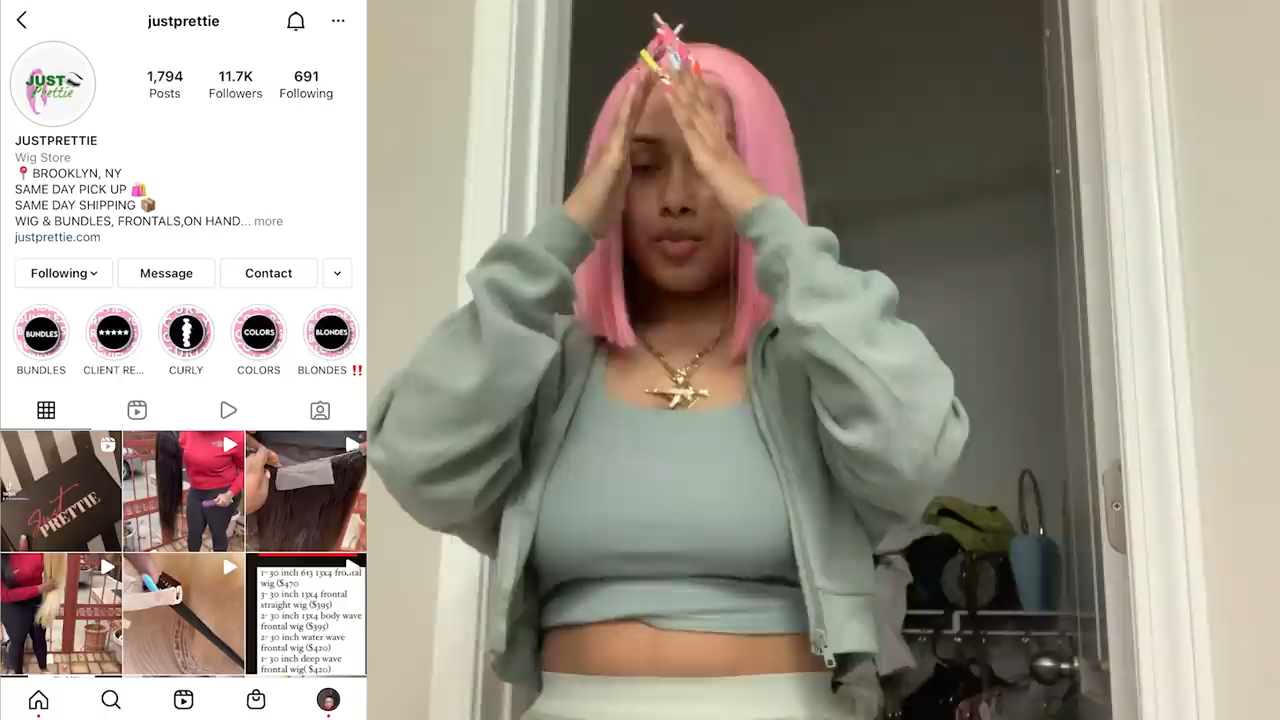 justprettie
JUST
Prettie
1,794
Posts
11.7K
Followers
691
Following
JUSTPRETTIE
Wig Store
📍 BROOKLYN, NY
SAME DAY PICK UP 🛍️
SAME DAY SHIPPING 📦
WIG & BUNDLES, FRONTALS,ON HAND... more
justprettie.com
Following
Message
Contact
BUNDLES
COLORS
BLONDES
BUNDLES
CLIENT RE...
CURLY
COLORS
BLONDES ‼️
Just
PRETTIE
1- 30 inch 613 13x4 frontal
wig ($470
3- 30 inch 13x4 frontal
straight wig ($395)
2- 30 inch 13x4 body wave
frontal wig ($395)
2- 30 inch water wave
frontal wig ($420)
1- 30 inch deep wave
frontal wig( $420)